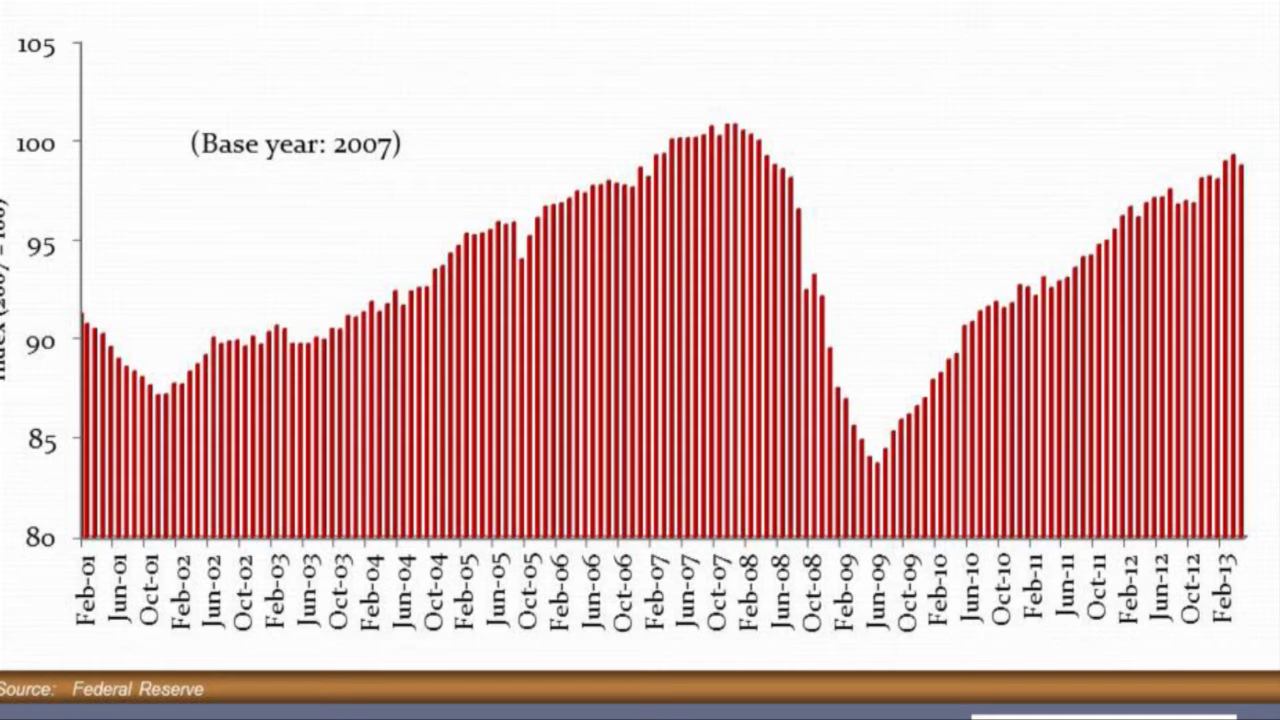 105
100
95
90
85
80
(Base year: 2007)
Feb-01
Jun-01
Oct-01
Feb-02
Jun-02
Oct-02
Feb-03
Jun-03
Oct-03
Feb-04
Jun-04
Oct-04
Feb-05
Jun-05
Oct-05
Feb-06
Jun-06
Oct-06
Feb-07
Jun-07
Oct-07
Feb-08
Jun-08
Oct-08
Feb-09
Jun-09
Oct-09
Feb-10
Jun-10
Oct-10
Feb-11
Jun-11
Oct-11
Feb-12
Jun-12
Oct-12
Feb-13
Source: Federal Reserve